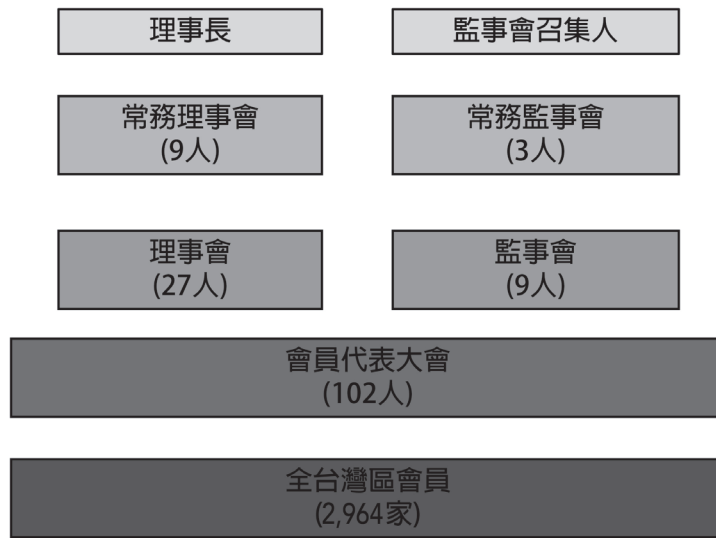 理事長
監事會召集人
常務理事會
(9人)
常務監事會
(3人)
理事會
(27人)
監事會
(9人)
會員代表大會
(102人)
全台灣區會員
(2,964家)